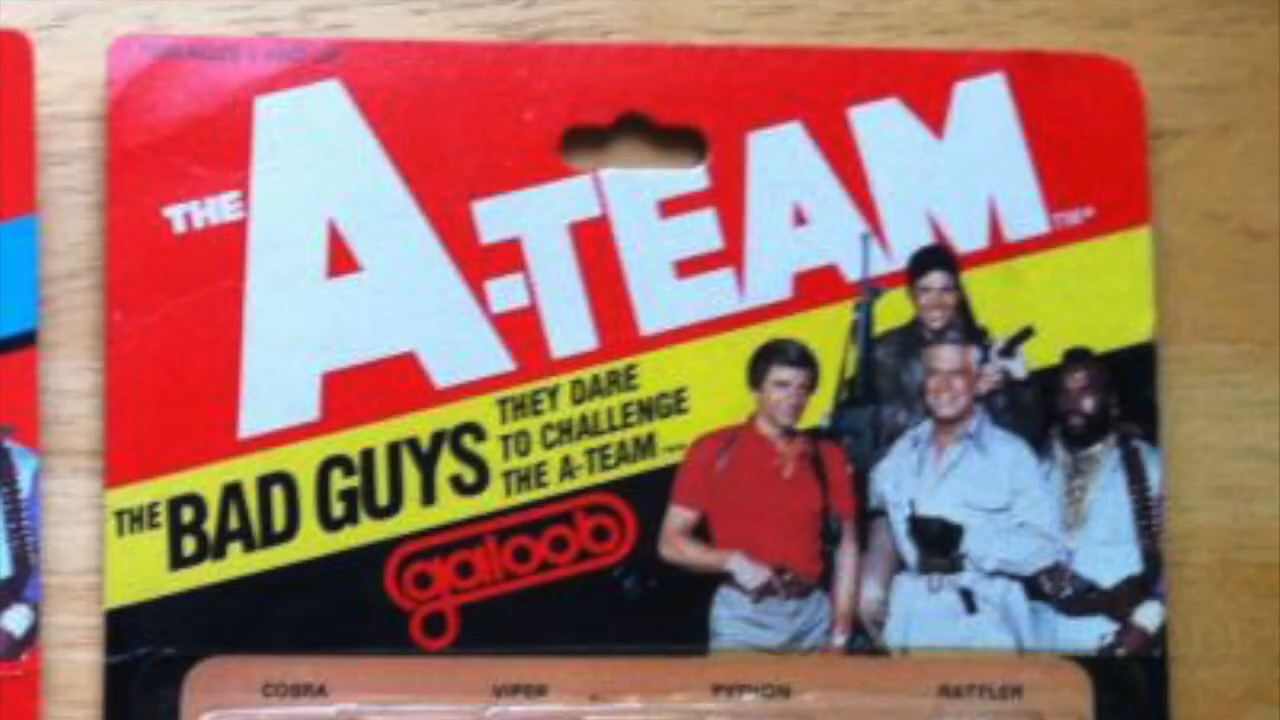 THE A-TEAM TM*
THE BAD GUYS
THEY DARE
TO CHALLENGE
THE A-TEAM ...
galoob
COBRA VIPER PYTHON RATTLER